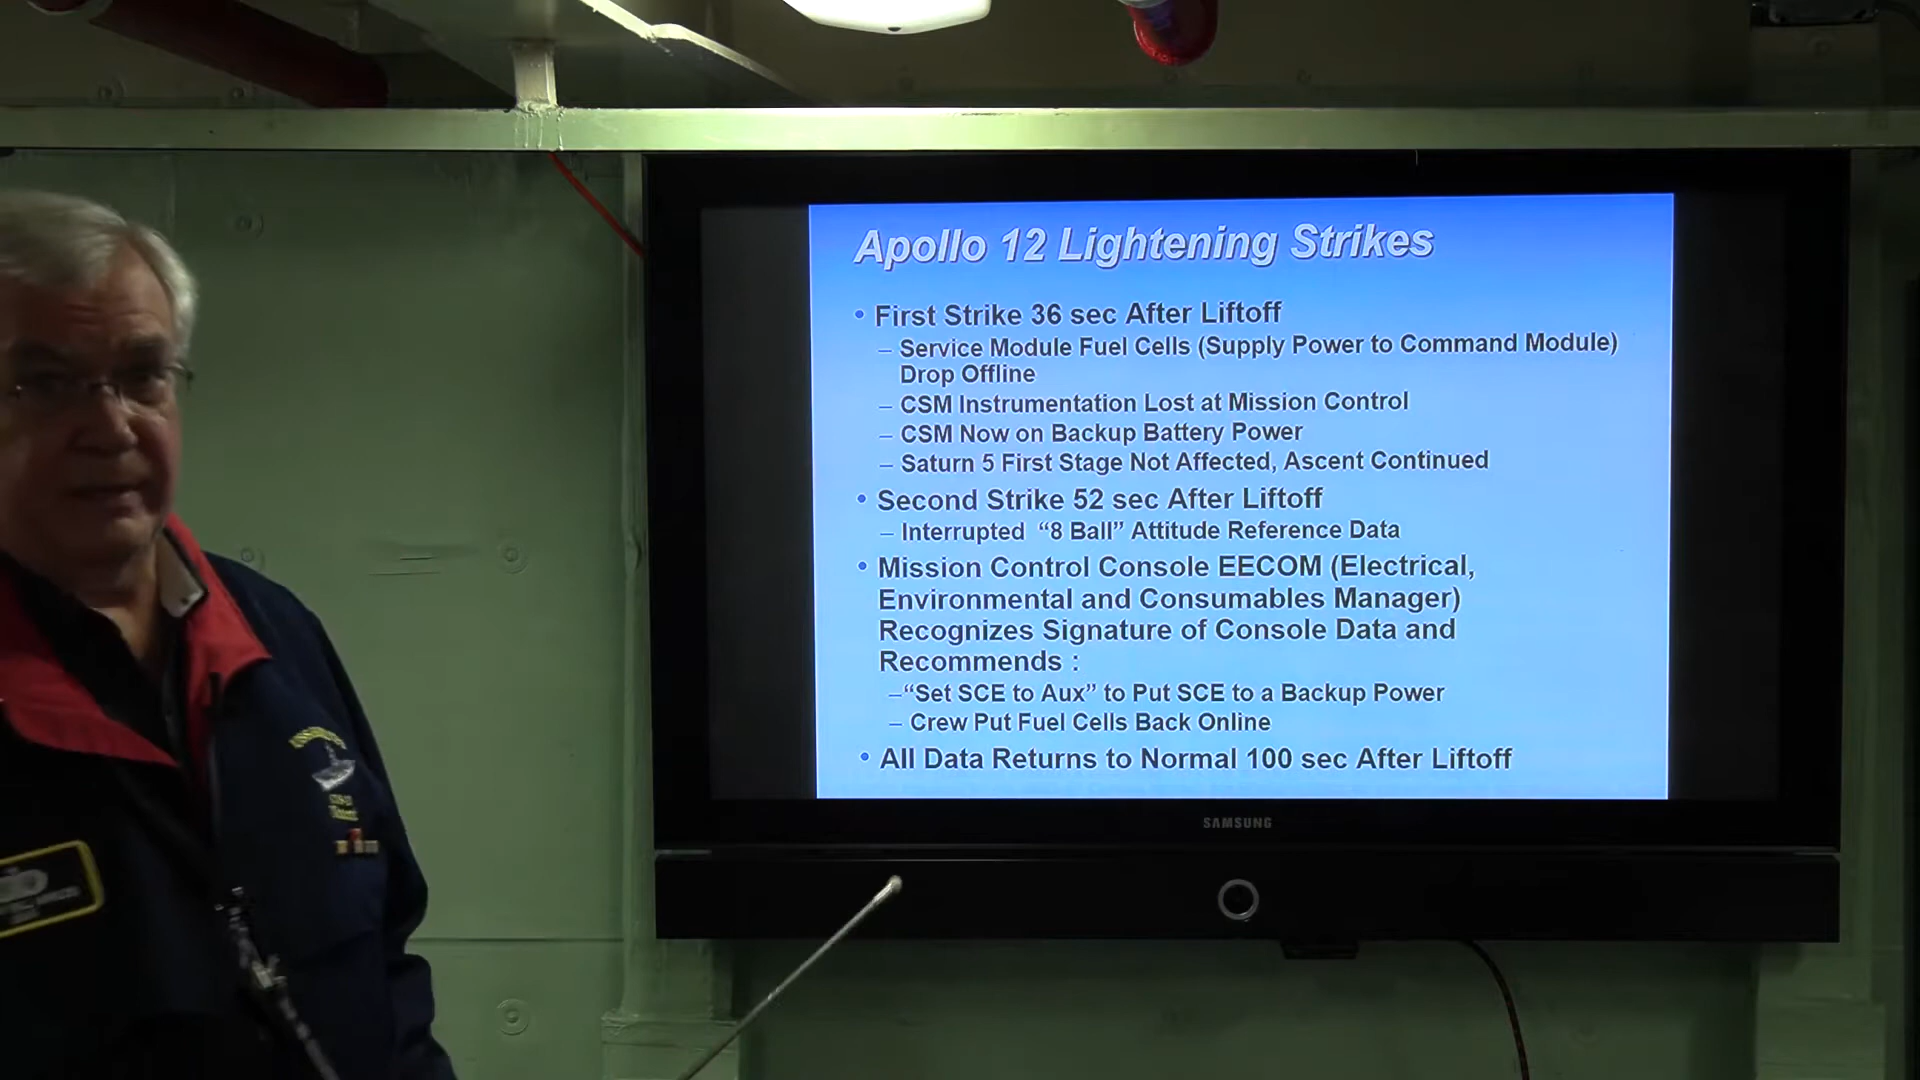 Apollo 12 Lightening Strikes
• First Strike 36 sec After Liftoff
– Service Module Fuel Cells (Supply Power to Command Module)
Drop Offline
– CSM Instrumentation Lost at Mission Control
– CSM Now on Backup Battery Power
– Saturn 5 First Stage Not Affected, Ascent Continued
• Second Strike 52 sec After Liftoff
– Interrupted “8 Ball” Attitude Reference Data
• Mission Control Console EECOM (Electrical,
Environmental and Consumables Manager)
Recognizes Signature of Console Data and
Recommends :
–“Set SCE to Aux” to Put SCE to a Backup Power
– Crew Put Fuel Cells Back Online
• All Data Returns to Normal 100 sec After Liftoff
SAMSUNG